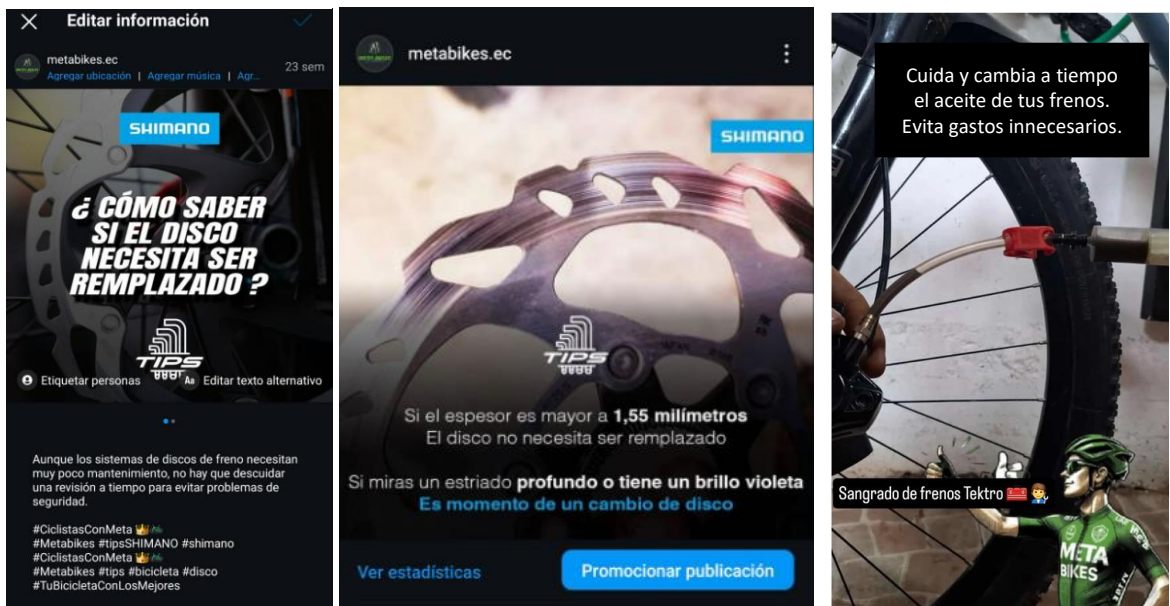 Editar información
metabikes.ec
Agregar ubicación | Agregar música | Agr...
23 sem
SHIMANO
¿ CÓMO SABER
SI EL DISCO
NECESITA SER
REMPLAZADO ?
TIPS
Etiquetar personas
Aa Editar texto alternativo
Aunque los sistemas de discos de freno necesitan
muy poco mantenimiento, no hay que descuidar
una revisión a tiempo para evitar problemas de
seguridad.
#CiclistasConMeta
#Metabikes #tipsSHIMANO #shimano
#CiclistasConMeta
#Metabikes #tips #bicicleta #disco
#TuBicicletaConLosMejores
metabikes.ec
SHIMANO
TIPS
Si el espesor es mayor a 1,55 milímetros
El disco no necesita ser remplazado
Si miras un estriado profundo o tiene un brillo violeta
Es momento de un cambio de disco
Ver estadísticas
Promocionar publicación
Cuida y cambia a tiempo
el aceite de tus frenos.
Evita gastos innecesarios.
Sangrado de frenos Tektro
META
BIKES